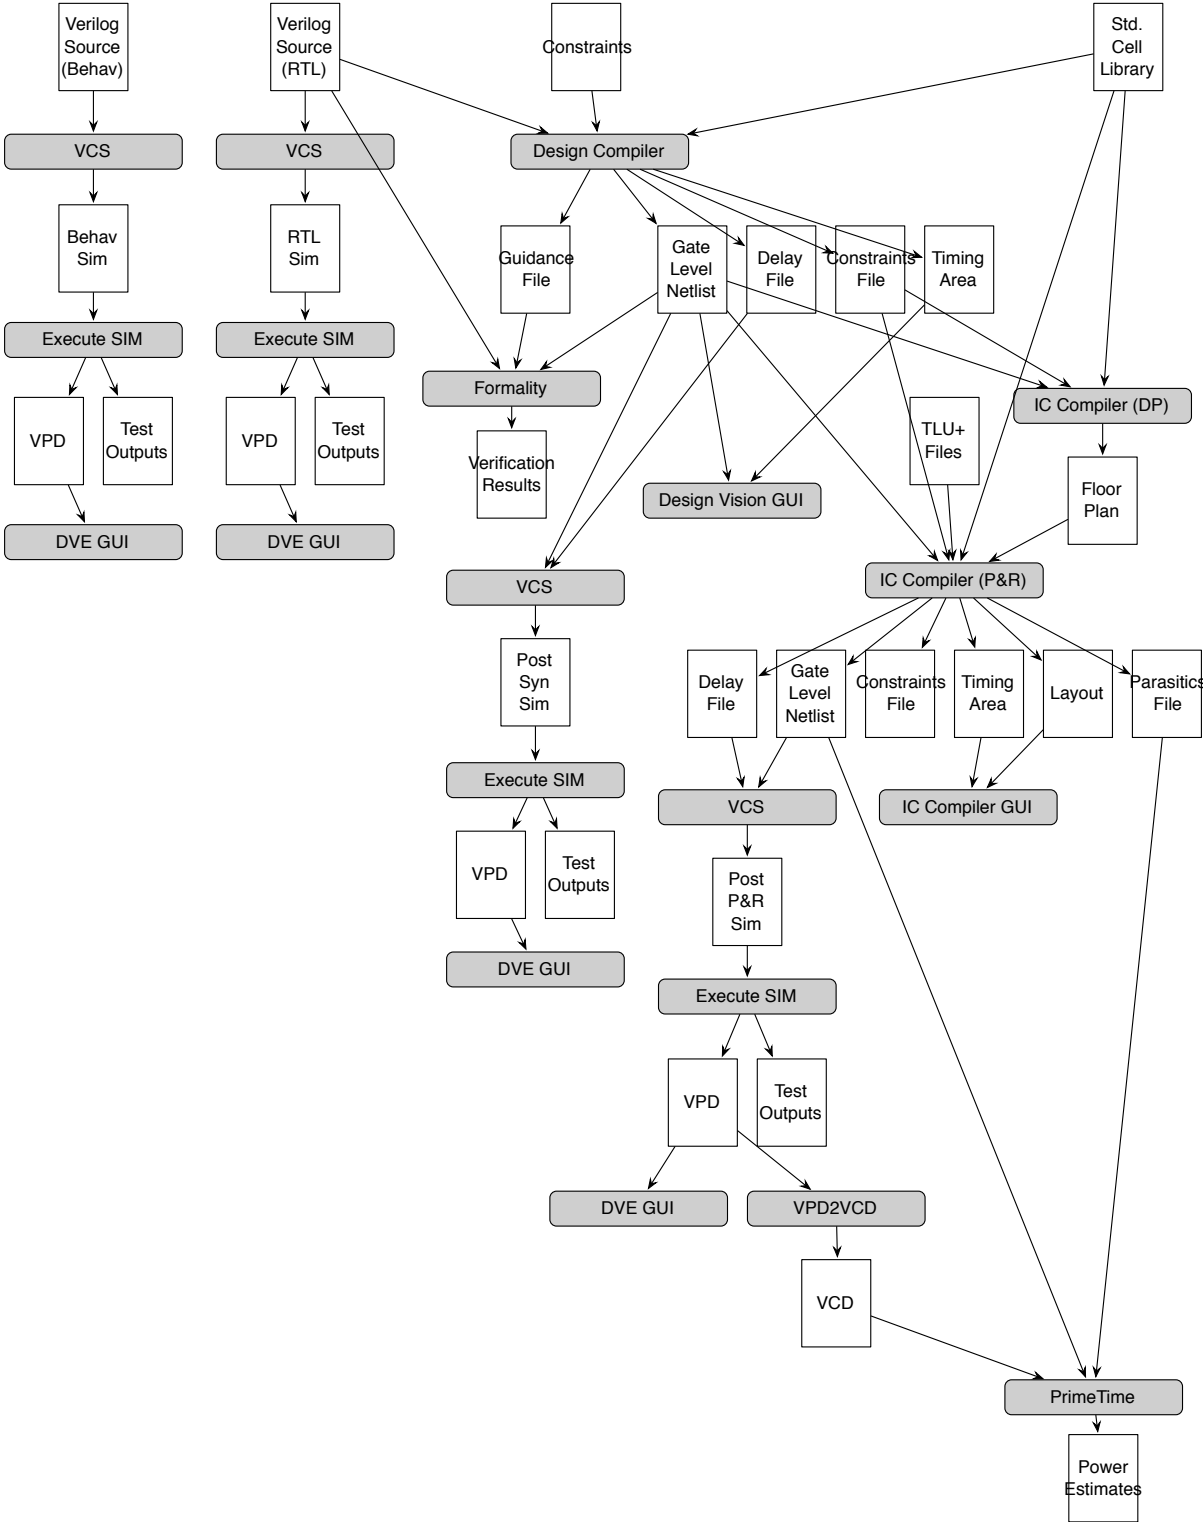 Verilog
Source
(Behav)
Verilog
Source
(RTL)
Constraints
Std.
Cell
Library
VCS
VCS
Design Compiler
Behav
Sim
RTL
Sim
Guidance
File
Gate
Level
Netlist
Delay
File
Constraints
File
Timing
Area
Execute SIM
Execute SIM
Formality
IC Compiler (DP)
VPD
Test
Outputs
VPD
Test
Outputs
Verification
Results
TLU+
Files
Floor
Plan
Design Vision GUI
DVE GUI
DVE GUI
VCS
IC Compiler (P&R)
Post
Syn
Sim
Delay
File
Gate
Level
Netlist
Constraints
File
Timing
Area
Layout
Parasitics
File
Execute SIM
VCS
IC Compiler GUI
VPD
Test
Outputs
Post
P&R
Sim
DVE GUI
Execute SIM
VPD
Test
Outputs
DVE GUI
VPD2VCD
VCD
PrimeTime
Power
Estimates